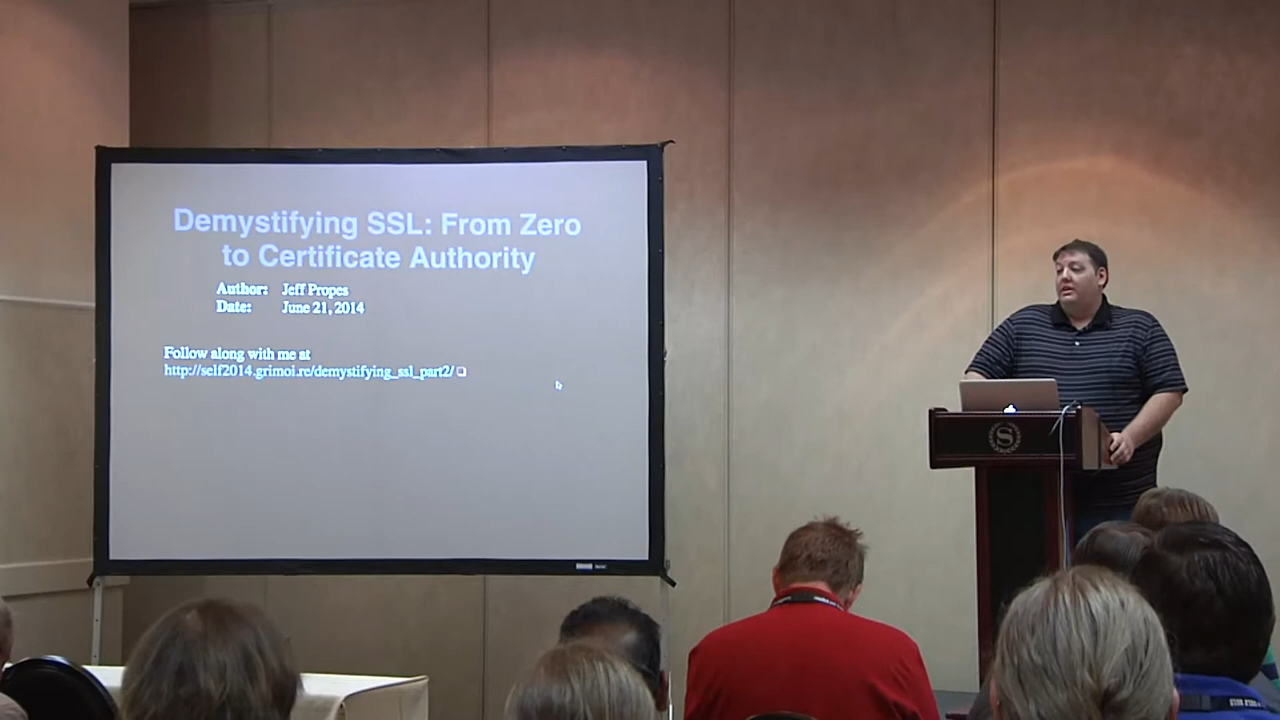 Demystifying SSL: From Zero
to Certificate Authority
Author: Jeff Propes
Date: June 21, 2014
Follow along with me at
http://self2014.grimoi.re/demystifying_ssl_part2/
S